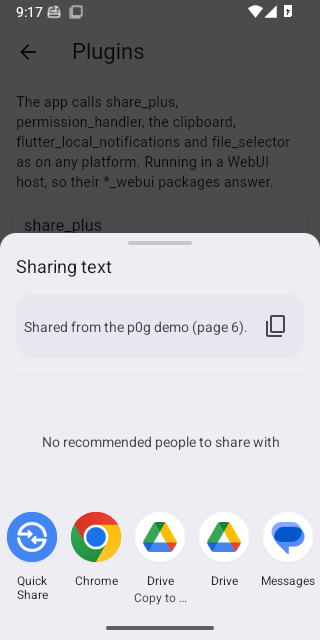 9:17
Plugins
The app calls share_plus,
permission_handler, the clipboard,
flutter_local_notifications and file_selector
as on any platform. Running in a WebUI
host, so their *_webui packages answer.
share_plus
Sharing text
Shared from the p0g demo (page 6).
No recommended people to share with
Quick
Share
Chrome
Drive
Copy to ...
Drive
Messages